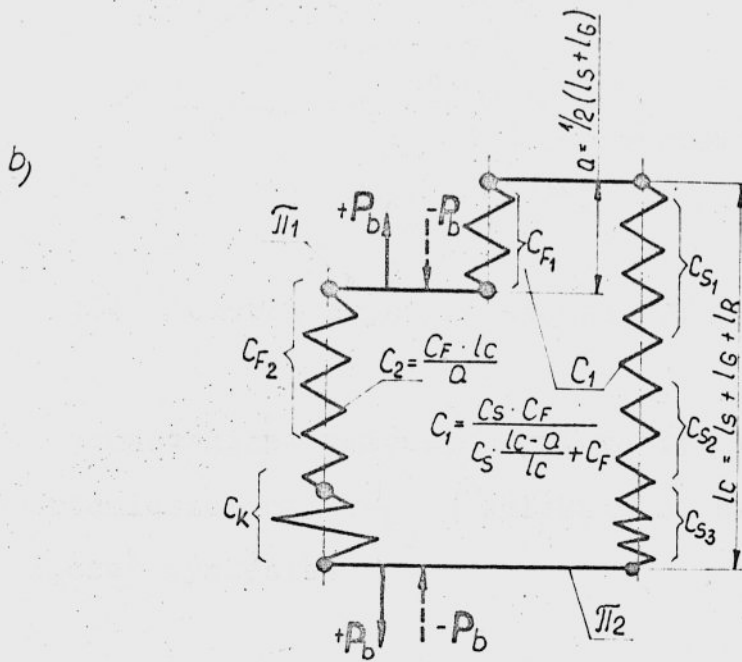 b)
a = 1/2 (ls + lG)
+Pb
-Pb
Π1
CF1
CS1
CF2
C2 = CF · lc / a
C1
C1 = CS · CF / (CS · (lc - a) / lc + CF)
CS2
lc = ls + lG + lR
CK
CS3
+Pb
-Pb
Π2